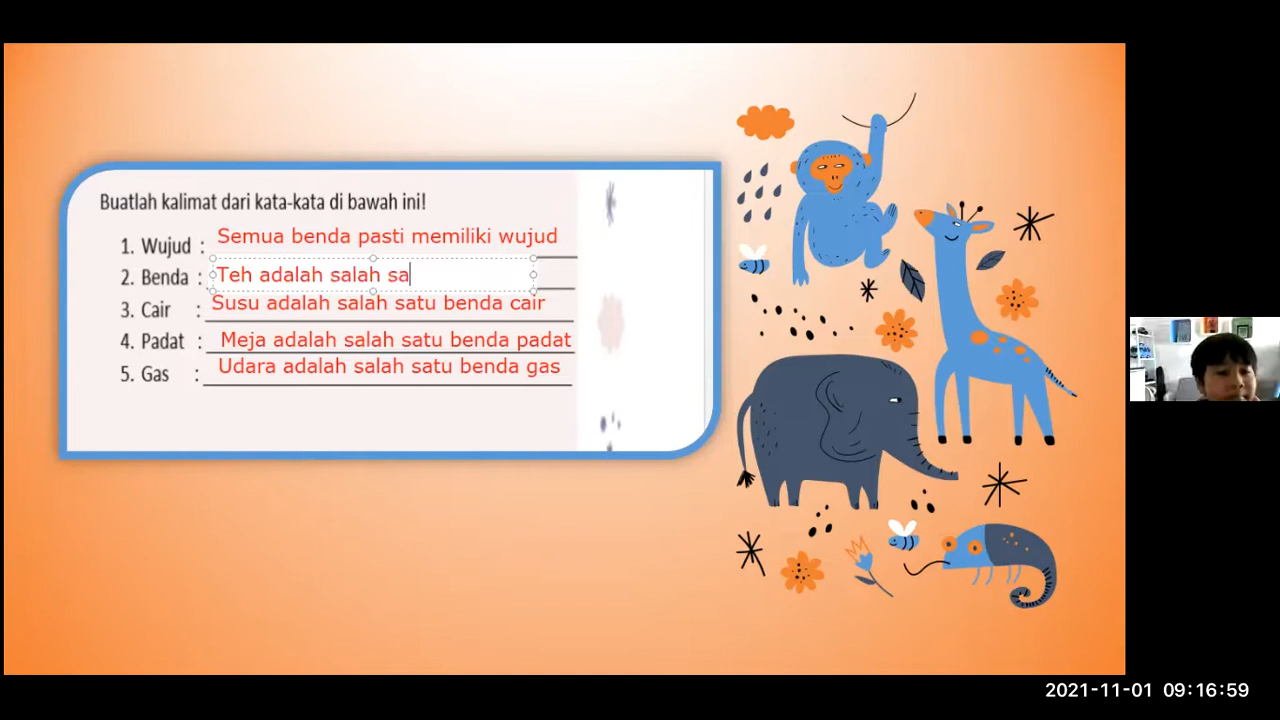 Buatlah kalimat dari kata-kata di bawah ini!
1. Wujud : Semua benda pasti memiliki wujud
2. Benda : Teh adalah salah sa
3. Cair : Susu adalah salah satu benda cair
4. Padat : Meja adalah salah satu benda padat
5. Gas : Udara adalah salah satu benda gas
2021-11-01 09:16:59